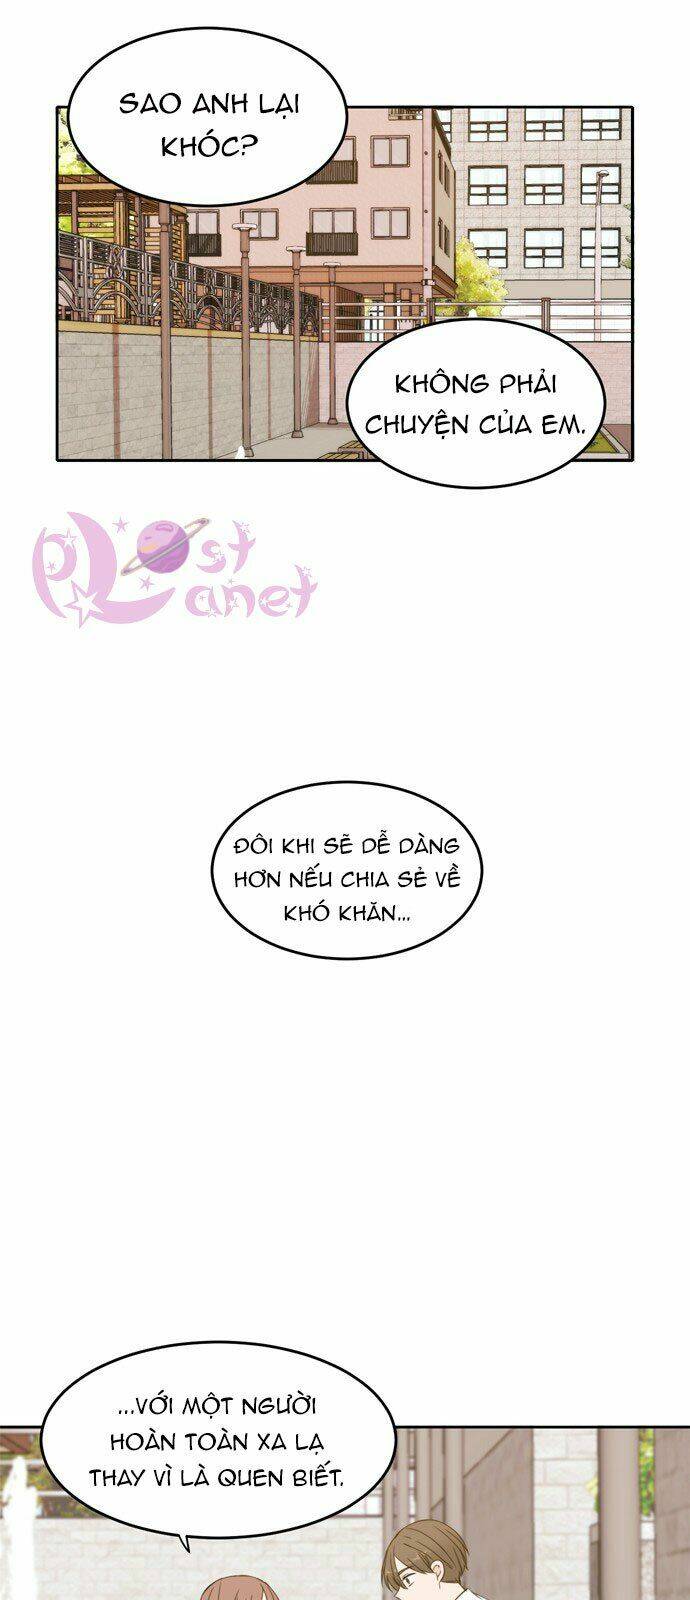 SAO ANH LẠI
KHÓC?
KHÔNG PHẢI
CHUYỆN CỦA EM.
Lost
Planet
ĐÔI KHI SẼ DỄ DÀNG
HƠN NẾU CHIA SẺ VỀ
KHÓ KHĂN...
...VỚI MỘT NGƯỜI
HOÀN TOÀN XA LẠ
THAY VÌ LÀ QUEN BIẾT.